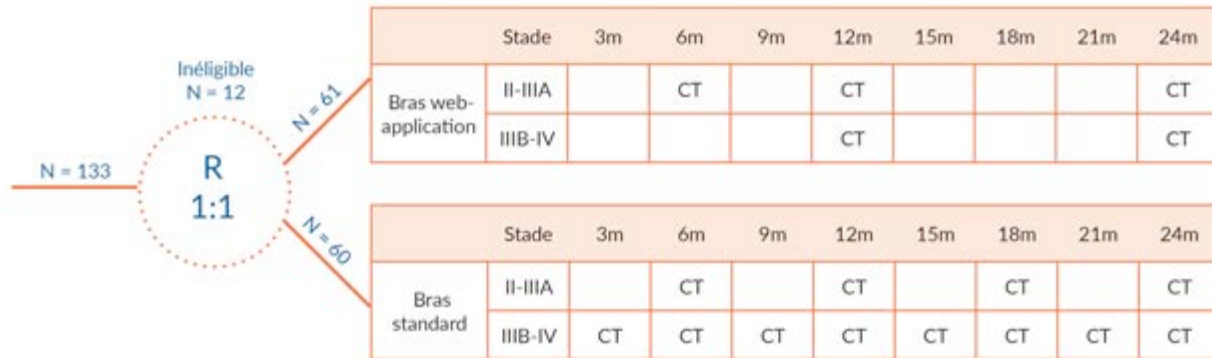 Inéligible
N = 12
N = 133
R
1:1
N = 61
N = 60
Stade 3m 6m 9m 12m 15m 18m 21m 24m
Bras web-
application
II-IIIA CT CT CT
IIIB-IV CT CT
Stade 3m 6m 9m 12m 15m 18m 21m 24m
Bras
standard
II-IIIA CT CT CT CT
IIIB-IV CT CT CT CT CT CT CT CT